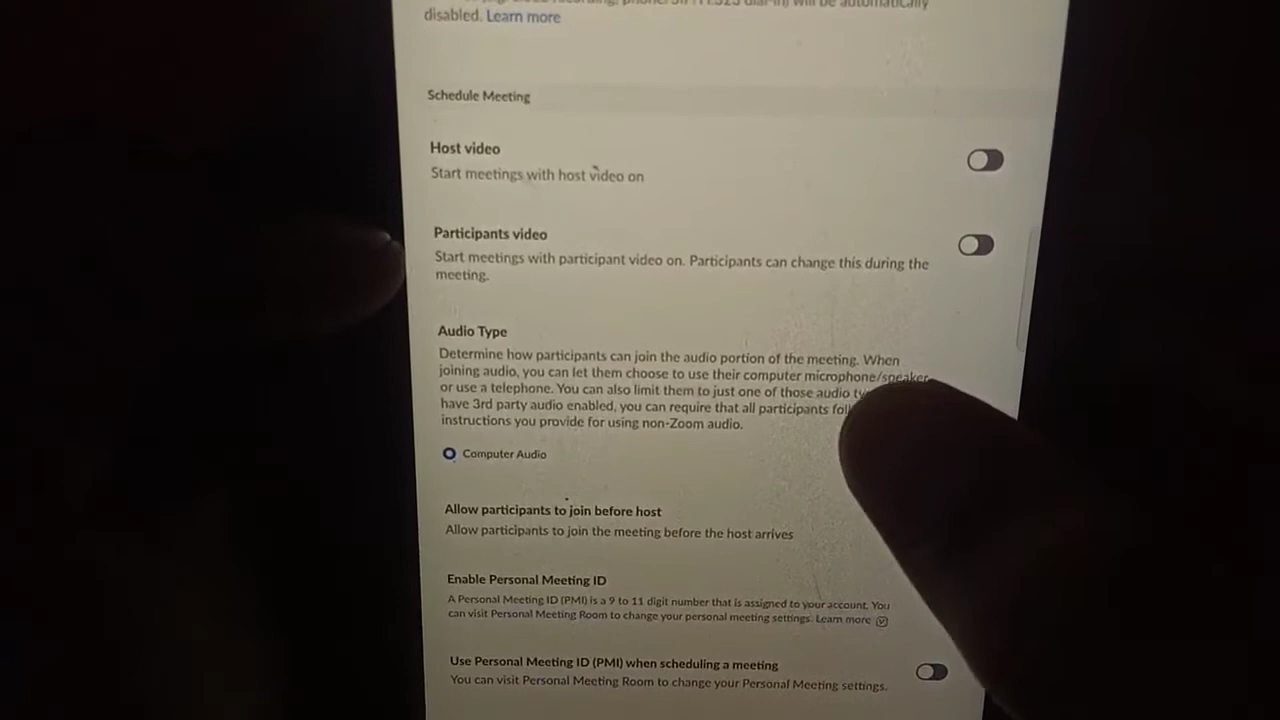 will be automatically
disabled. Learn more
Schedule Meeting
Host video
Start meetings with host video on
Participants video
Start meetings with participant video on. Participants can change this during the
meeting.
Audio Type
Determine how participants can join the audio portion of the meeting. When
joining audio, you can let them choose to use their computer microphone/speaker
or use a telephone. You can also limit them to just one of those audio
have 3rd party audio enabled, you can require that all participants
instructions you provide for using non-Zoom audio.
Computer Audio
Allow participants to join before host
Allow participants to join the meeting before the host arrives
Enable Personal Meeting ID
A Personal Meeting ID (PMI) is a 9 to 11 digit number that is assigned to your account. You
can visit Personal Meeting Room to change your personal meeting settings. Learn more
Use Personal Meeting ID (PMI) when scheduling a meeting
You can visit Personal Meeting Room to change your Personal Meeting settings.